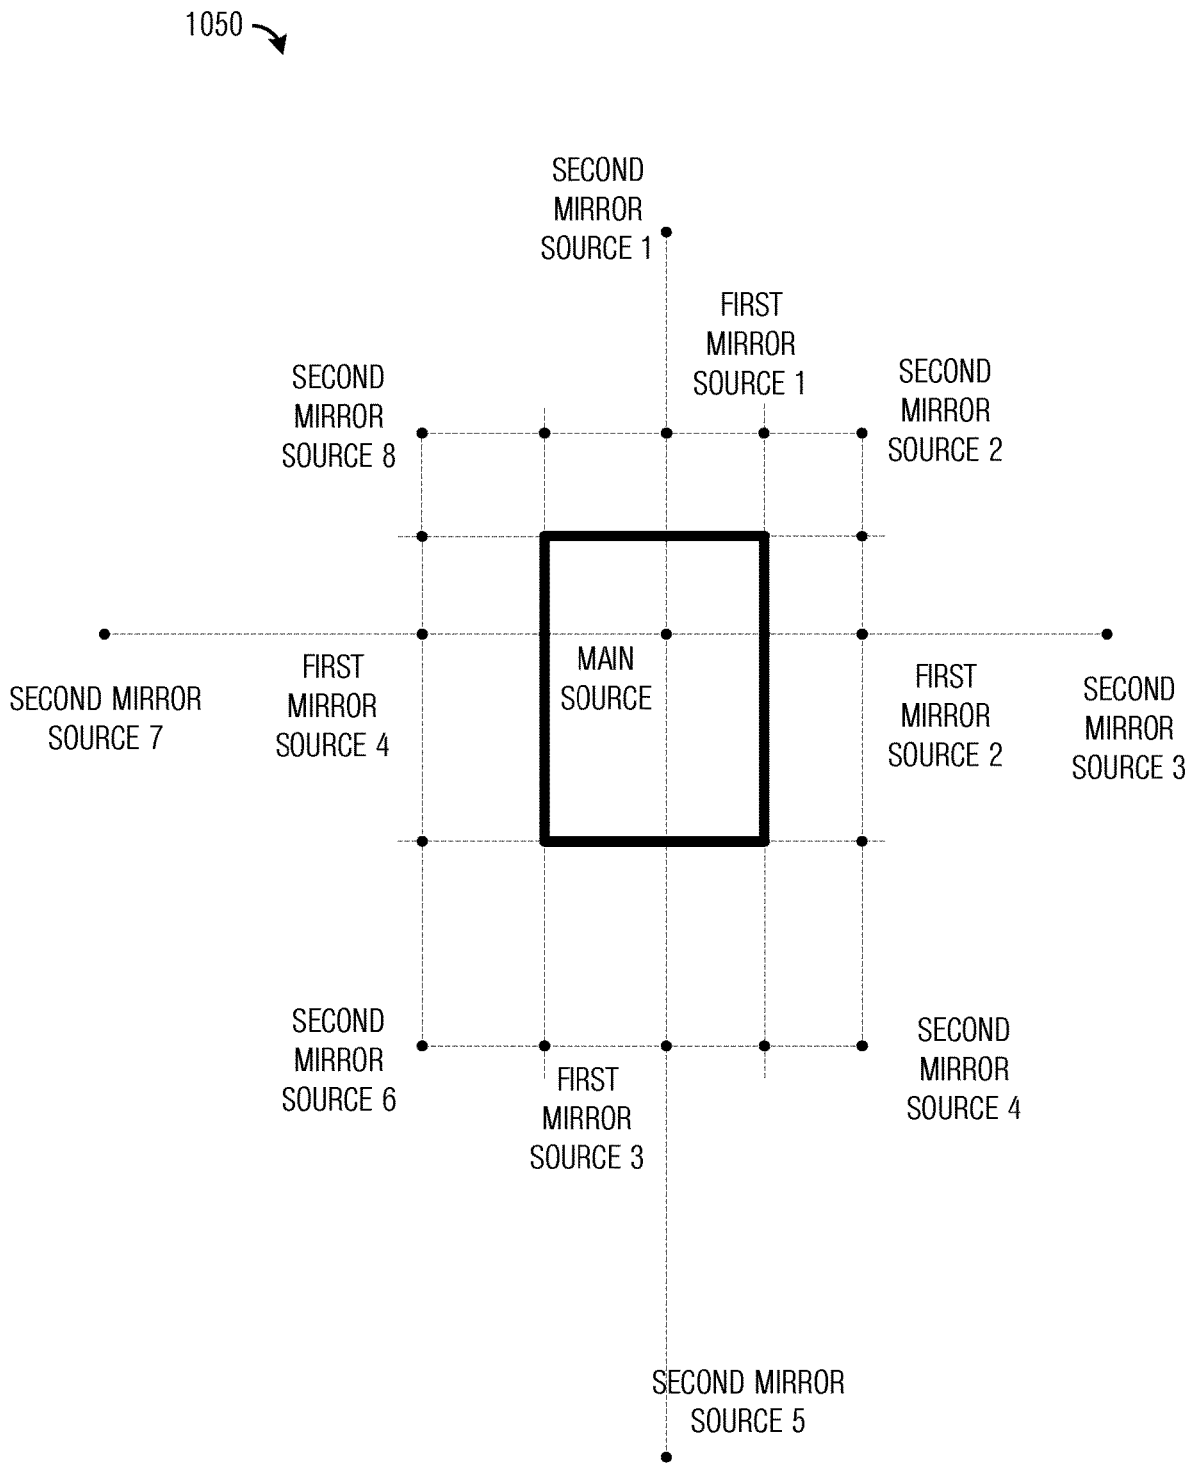 1050
SECOND
MIRROR
SOURCE 1
FIRST
MIRROR
SOURCE 1
SECOND
MIRROR
SOURCE 8
SECOND
MIRROR
SOURCE 2
MAIN
SOURCE
FIRST
MIRROR
SOURCE 4
SECOND MIRROR
SOURCE 7
FIRST
MIRROR
SOURCE 2
SECOND
MIRROR
SOURCE 3
SECOND
MIRROR
SOURCE 6
FIRST
MIRROR
SOURCE 3
SECOND
MIRROR
SOURCE 4
SECOND MIRROR
SOURCE 5